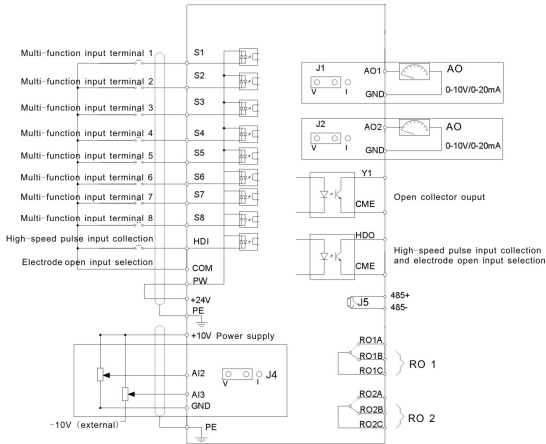 Multi-function input terminal 1
S1
Multi-function input terminal 2
S2
Multi-function input terminal 3
S3
Multi-function input terminal 4
S4
Multi-function input terminal 5
S5
Multi-function input terminal 6
S6
Multi-function input terminal 7
S7
Multi-function input terminal 8
S8
High-speed pulse input collection
HDI
Electrode open input selection
COM
PW
+24V
PE
+10V Power supply
AI2
V
I
J4
AI3
GND
-10V (external)
PE
J1
V
I
AO1
GND
AO
0-10V/0-20mA
J2
V
I
AO2
GND
AO
0-10V/0-20mA
Y1
CME
Open collector ouput
HDO
CME
High-speed pulse input collection
and electrode open input selection
J5
485+
485-
RO1A
RO1B
RO1C
RO 1
RO2A
RO2B
RO2C
RO 2